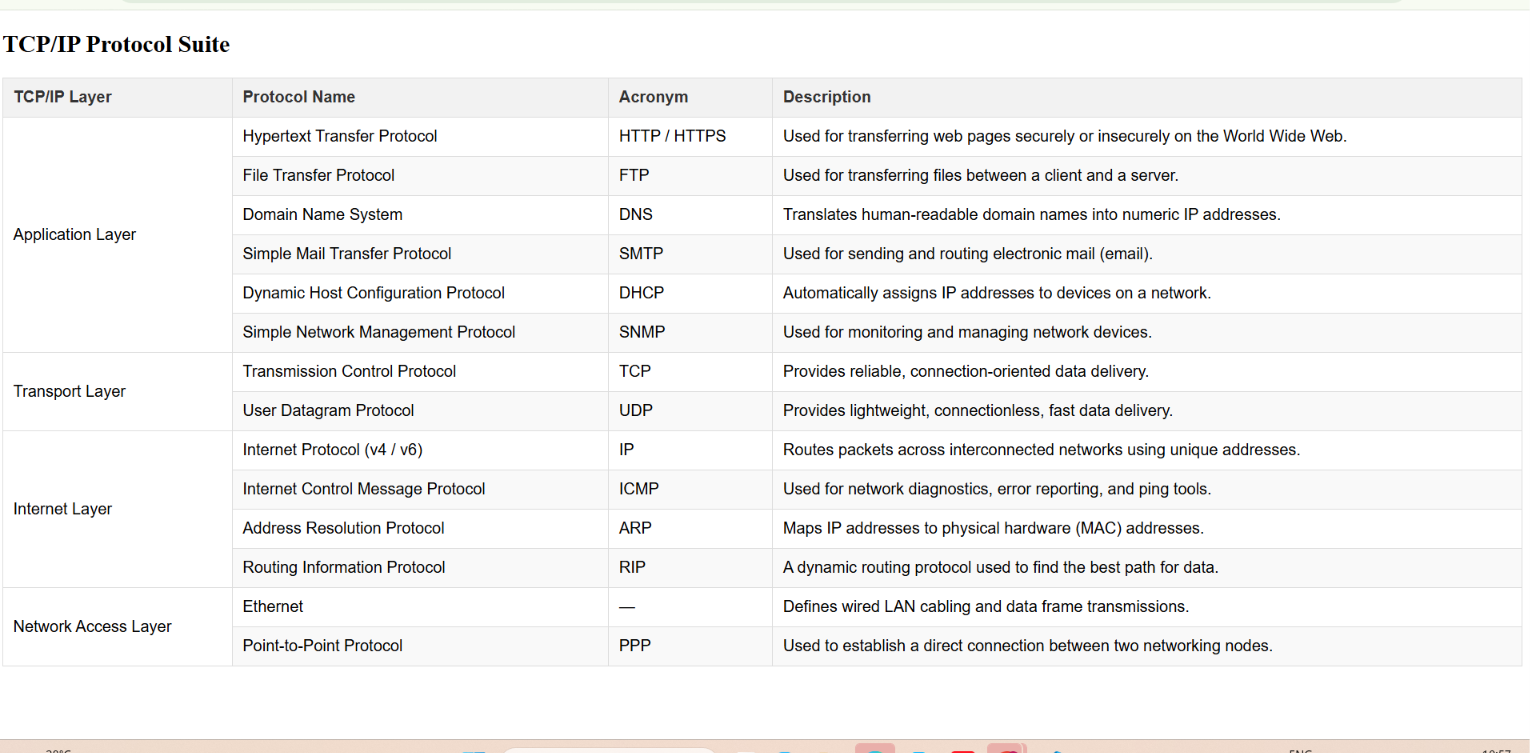 TCP/IP Protocol Suite
TCP/IP Layer Protocol Name Acronym Description
Application Layer
Hypertext Transfer Protocol HTTP / HTTPS Used for transferring web pages securely or insecurely on the World Wide Web.
File Transfer Protocol FTP Used for transferring files between a client and a server.
Domain Name System DNS Translates human-readable domain names into numeric IP addresses.
Simple Mail Transfer Protocol SMTP Used for sending and routing electronic mail (email).
Dynamic Host Configuration Protocol DHCP Automatically assigns IP addresses to devices on a network.
Simple Network Management Protocol SNMP Used for monitoring and managing network devices.
Transport Layer
Transmission Control Protocol TCP Provides reliable, connection-oriented data delivery.
User Datagram Protocol UDP Provides lightweight, connectionless, fast data delivery.
Internet Layer
Internet Protocol (v4 / v6) IP Routes packets across interconnected networks using unique addresses.
Internet Control Message Protocol ICMP Used for network diagnostics, error reporting, and ping tools.
Address Resolution Protocol ARP Maps IP addresses to physical hardware (MAC) addresses.
Routing Information Protocol RIP A dynamic routing protocol used to find the best path for data.
Network Access Layer
Ethernet — Defines wired LAN cabling and data frame transmissions.
Point-to-Point Protocol PPP Used to establish a direct connection between two networking nodes.